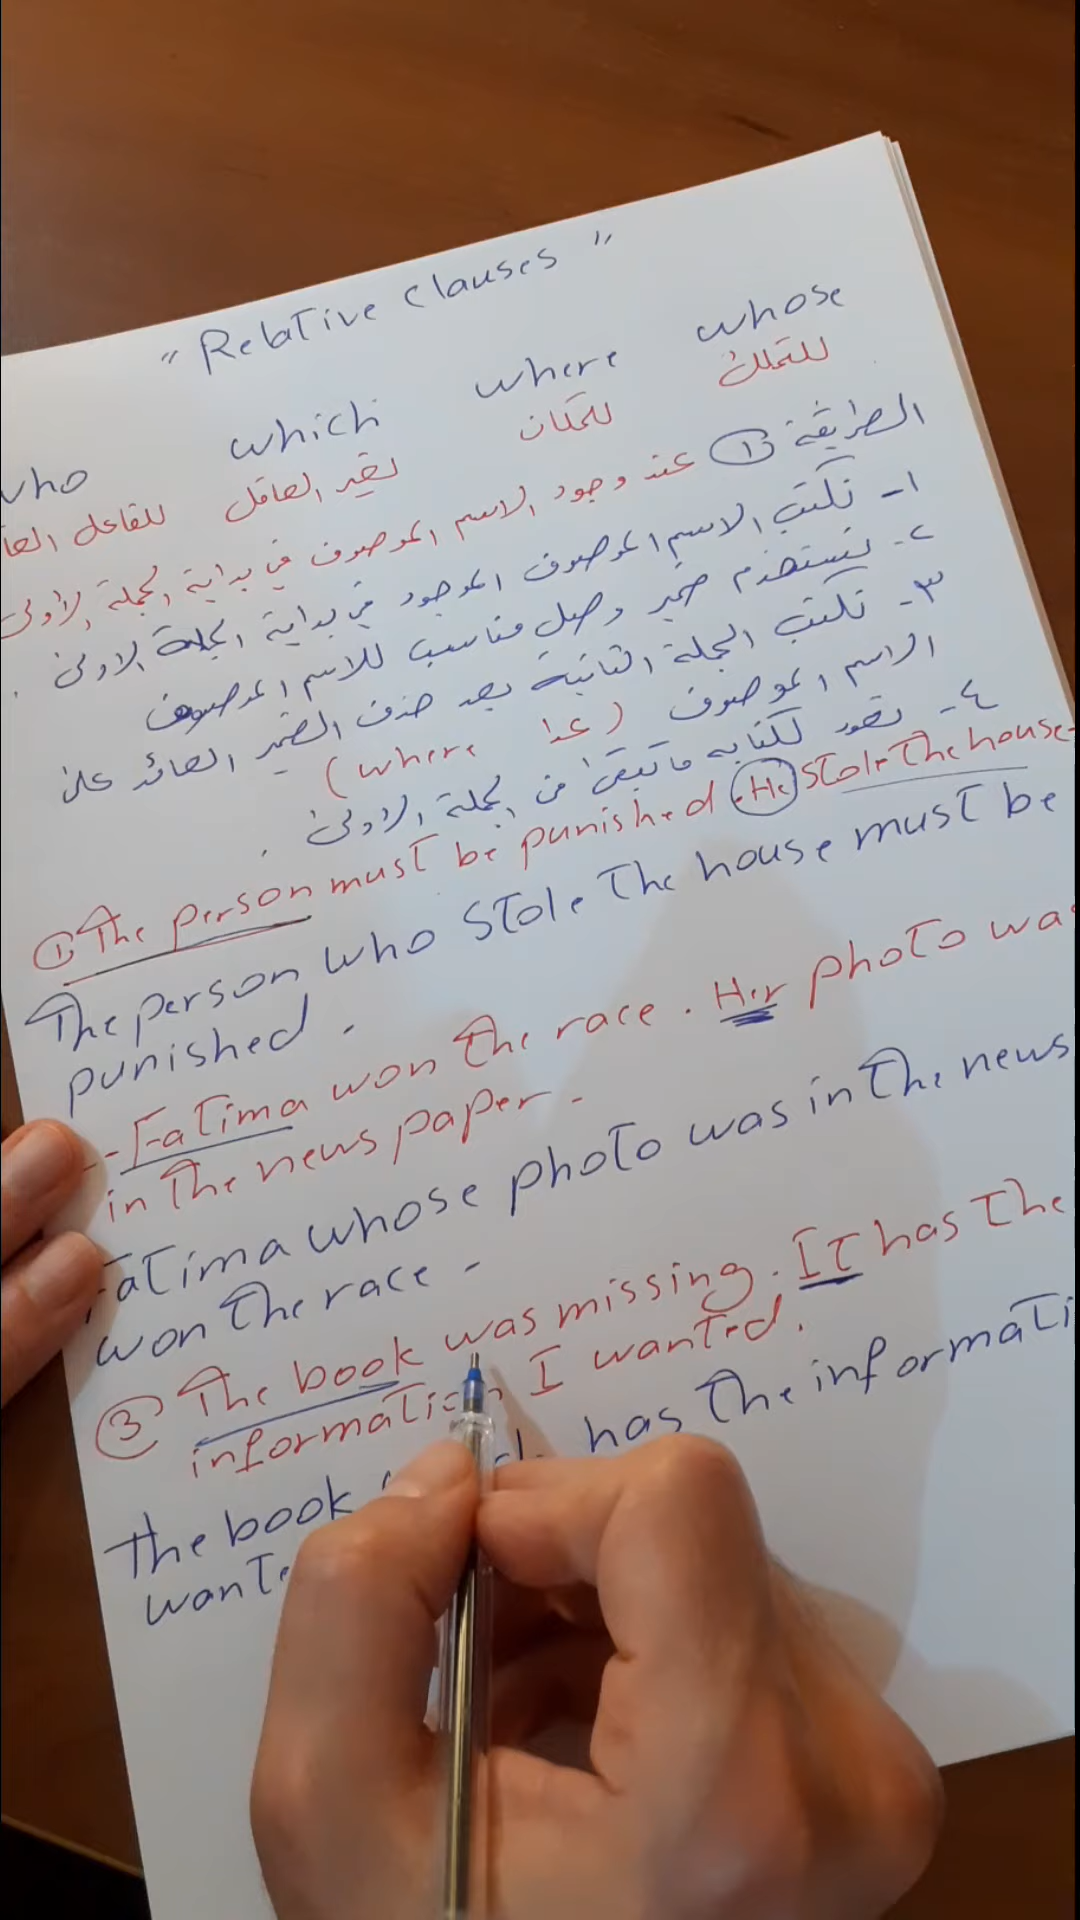 " Relative Clauses "
who which where whose
للفاعل العا لغير العاقل للمكان للتملك
الطريقة ① عند وجود الاسم الموصوف في بداية الجملة الأولى
١- نكتب الاسم الموصوف الموجود في بداية الجملة الاولى .
٢- نستخدم ضمير وصل مناسب للاسم الموصوف
٣- نكتب الجملة الثانية بعد حذف الضمير العائد على
الاسم الموصوف (عدا where)
٤- نعود لكتابة ما تبقى من الجملة الاولى .
① The person must be punished . He stole the house.
The person who stole the house must be
punished .
-- Fatima won the race . Her photo was
in the news paper .
Fatima whose photo was in the news
won the race .
③ The book was missing . It has the
information I wanted.
The book has the informati
wante